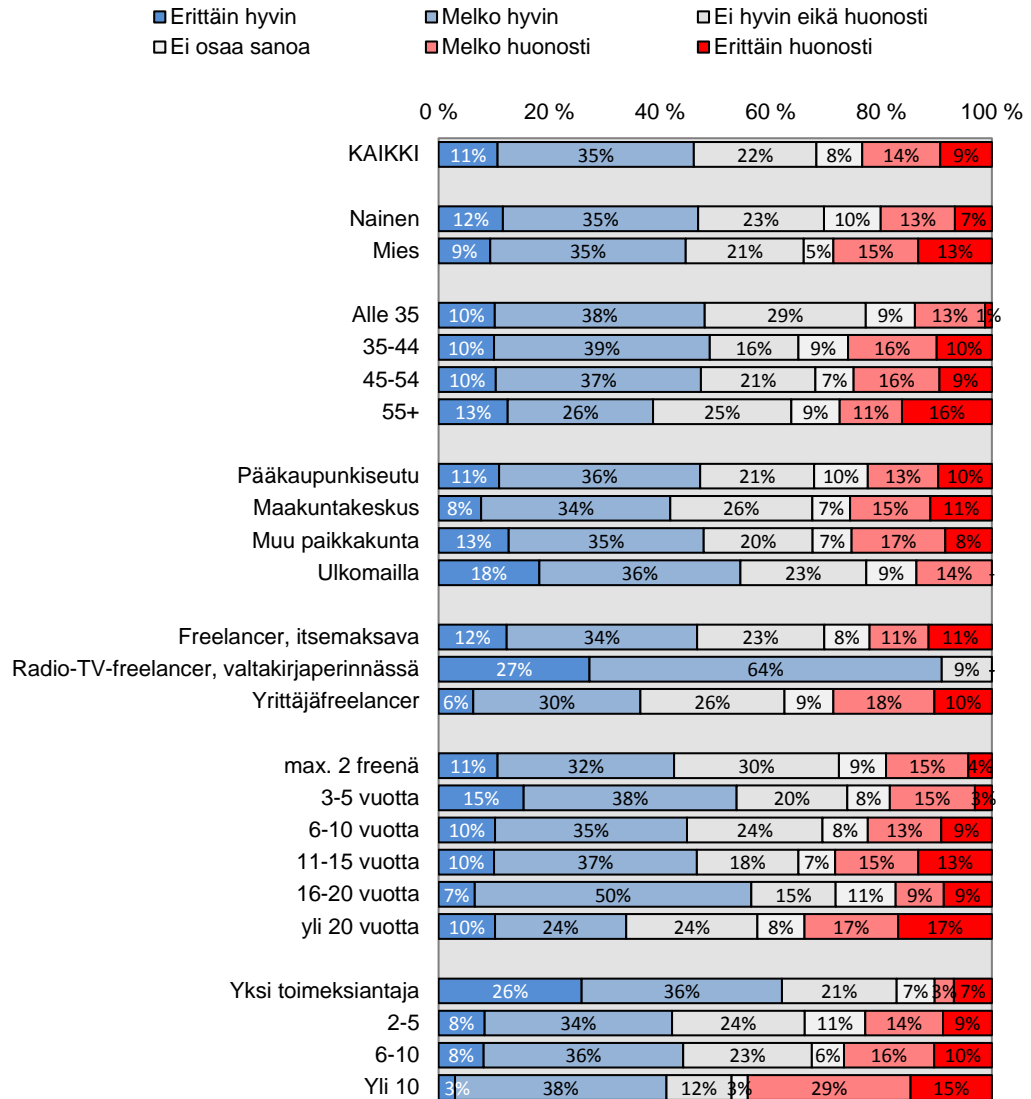 Erittäin hyvin Melko hyvin Ei hyvin eikä huonosti
Ei osaa sanoa Melko huonosti Erittäin huonosti
0 % 20 % 40 % 60 % 80 % 100 %
KAIKKI 11% 35% 22% 8% 14% 9%
Nainen 12% 35% 23% 10% 13% 7%
Mies 9% 35% 21% 5% 15% 13%
Alle 35 10% 38% 29% 9% 13% 1%
35-44 10% 39% 16% 9% 16% 10%
45-54 10% 37% 21% 7% 16% 9%
55+ 13% 26% 25% 9% 11% 16%
Pääkaupunkiseutu 11% 36% 21% 10% 13% 10%
Maakuntakeskus 8% 34% 26% 7% 15% 11%
Muu paikkakunta 13% 35% 20% 7% 17% 8%
Ulkomailla 18% 36% 23% 9% 14% -
Freelancer, itsemaksava 12% 34% 23% 8% 11% 11%
Radio-TV-freelancer, valtakirjaperinnässä 27% 64% 9% -
Yrittäjäfreelancer 6% 30% 26% 9% 18% 10%
max. 2 freenä 11% 32% 30% 9% 15% 4%
3-5 vuotta 15% 38% 20% 8% 15% 3%
6-10 vuotta 10% 35% 24% 8% 13% 9%
11-15 vuotta 10% 37% 18% 7% 15% 13%
16-20 vuotta 7% 50% 15% 11% 9% 9%
yli 20 vuotta 10% 24% 24% 8% 17% 17%
Yksi toimeksiantaja 26% 36% 21% 7% 3% 7%
2-5 8% 34% 24% 11% 14% 9%
6-10 8% 36% 23% 6% 16% 10%
Yli 10 3% 38% 12% 3% 29% 15%